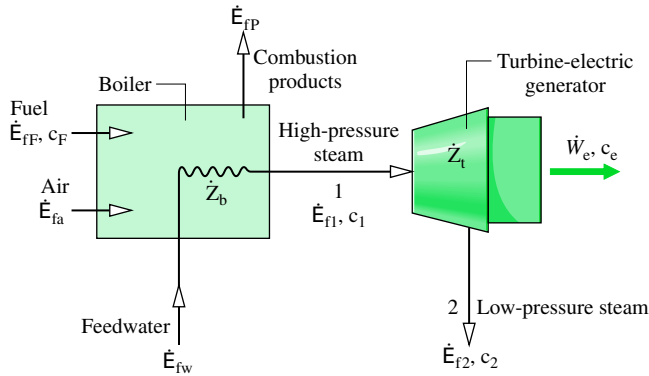 Ė_fP
Combustion
products
Boiler
Turbine-electric
generator
Fuel
Ė_fF, c_F
High-pressure
steam
Ż_t
Ẇ_e, c_e
Air
Ė_fa
Ż_b
1
Ė_f1, c_1
2
Low-pressure steam
Feedwater
Ė_fw
Ė_f2, c_2